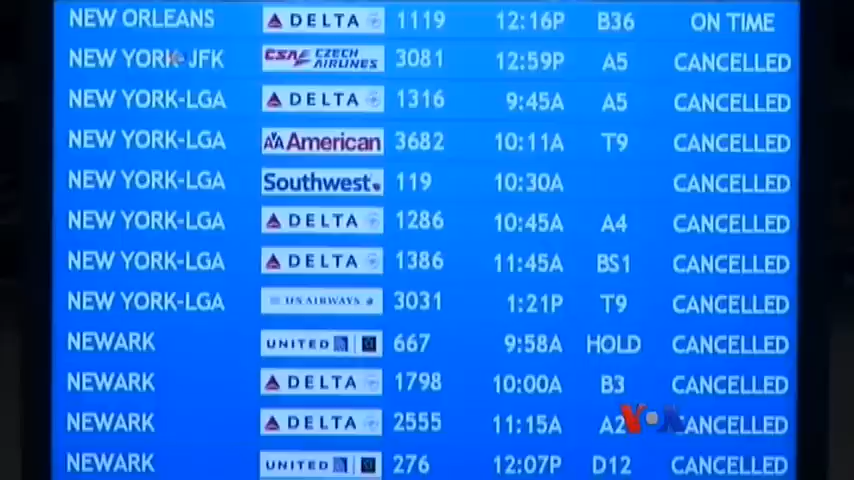 NEW ORLEANS DELTA 1119 12:16P B36 ON TIME
NEW YORK-JFK CSA CZECH AIRLINES 3081 12:59P A5 CANCELLED
NEW YORK-LGA DELTA 1316 9:45A A5 CANCELLED
NEW YORK-LGA AA American 3682 10:11A T9 CANCELLED
NEW YORK-LGA Southwest 119 10:30A CANCELLED
NEW YORK-LGA DELTA 1286 10:45A A4 CANCELLED
NEW YORK-LGA DELTA 1386 11:45A BS1 CANCELLED
NEW YORK-LGA US AIRWAYS 3031 1:21P T9 CANCELLED
NEWARK UNITED 667 9:58A HOLD CANCELLED
NEWARK DELTA 1798 10:00A B3 CANCELLED
NEWARK DELTA 2555 11:15A A2 CANCELLED
VOA
NEWARK UNITED 276 12:07P D12 CANCELLED